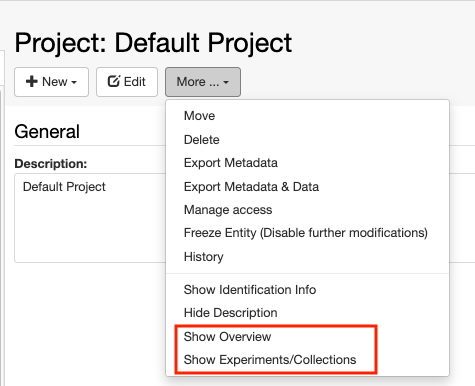 Project: Default Project
New Edit More ...
Move
Delete
Export Metadata
Export Metadata & Data
Manage access
Freeze Entity (Disable further modifications)
History
Show Identification Info
Hide Description
Show Overview
Show Experiments/Collections
General
Description:
Default Project